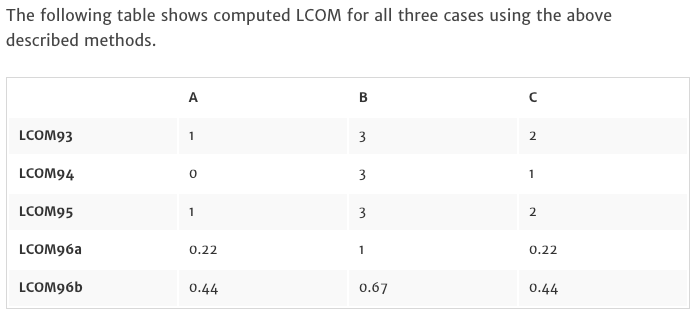 The following table shows computed LCOM for all three cases using the above
described methods.
A B C
LCOM93 1 3 2
LCOM94 0 3 1
LCOM95 1 3 2
LCOM96a 0.22 1 0.22
LCOM96b 0.44 0.67 0.44